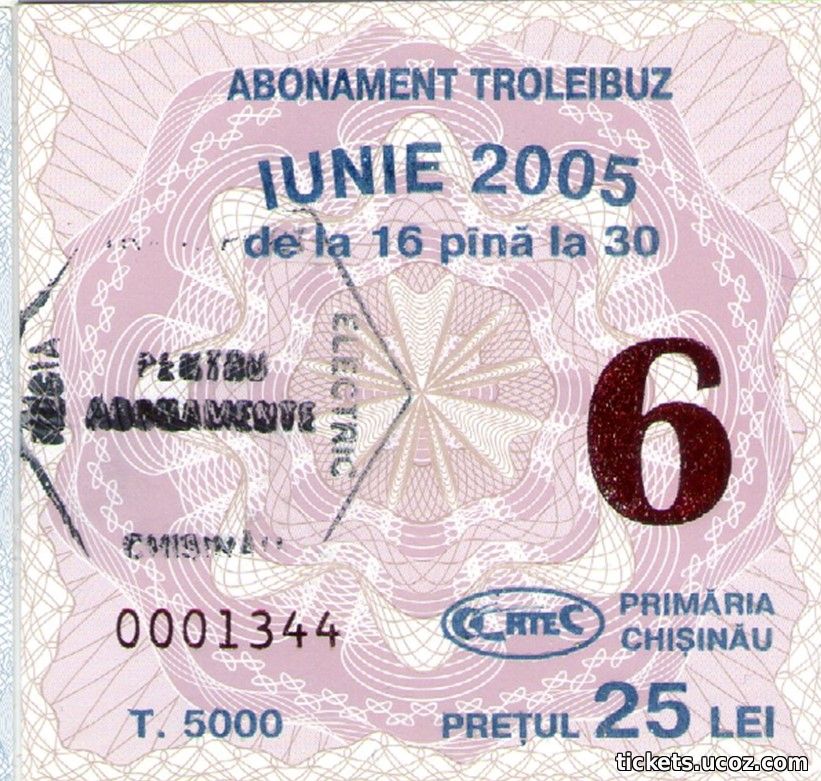 ABONAMENT TROLEIBUZ
IUNIE 2005
de la 16 pînă la 30
ELECTRIC
PENTRU
ABONAMENTE
6
CHIȘINĂU
0001344
CORTEC
PRIMĂRIA
CHIȘINĂU
T. 5000
PREȚUL 25 LEI
tickets.ucoz.com